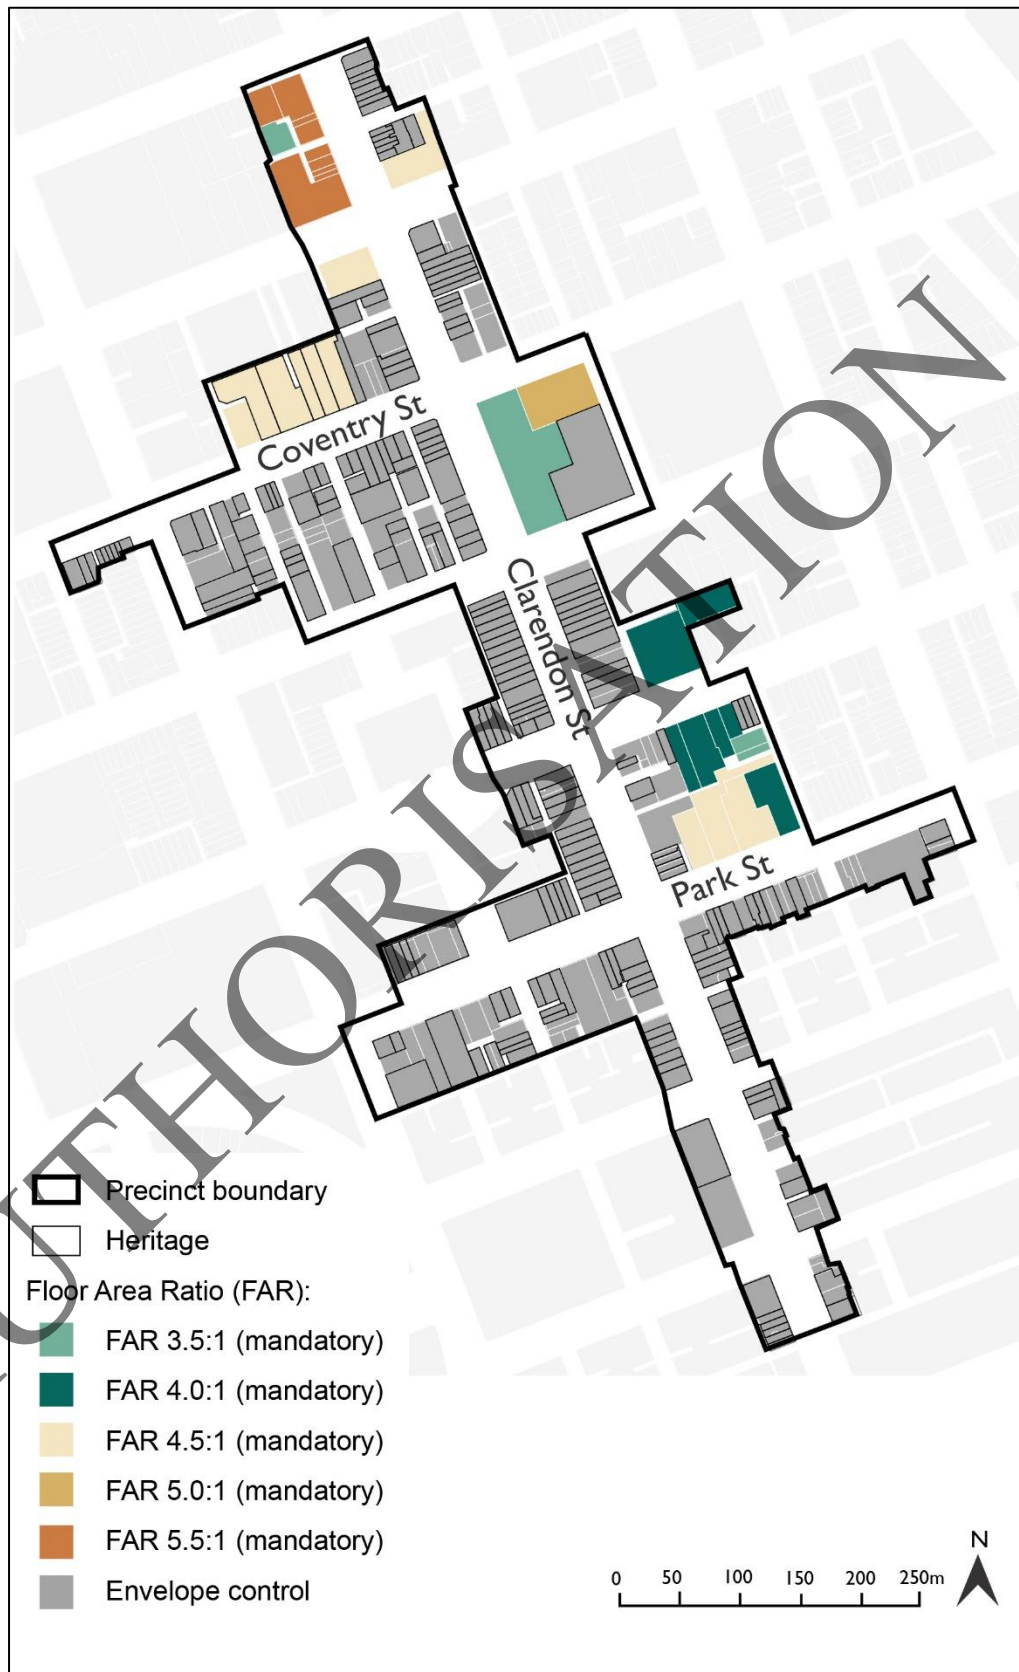 Coventry St
Clarendon St
Park St
UTHORISATION
Precinct boundary
Heritage
Floor Area Ratio (FAR):
FAR 3.5:1 (mandatory)
FAR 4.0:1 (mandatory)
FAR 4.5:1 (mandatory)
FAR 5.0:1 (mandatory)
FAR 5.5:1 (mandatory)
Envelope control
N
0 50 100 150 200 250m